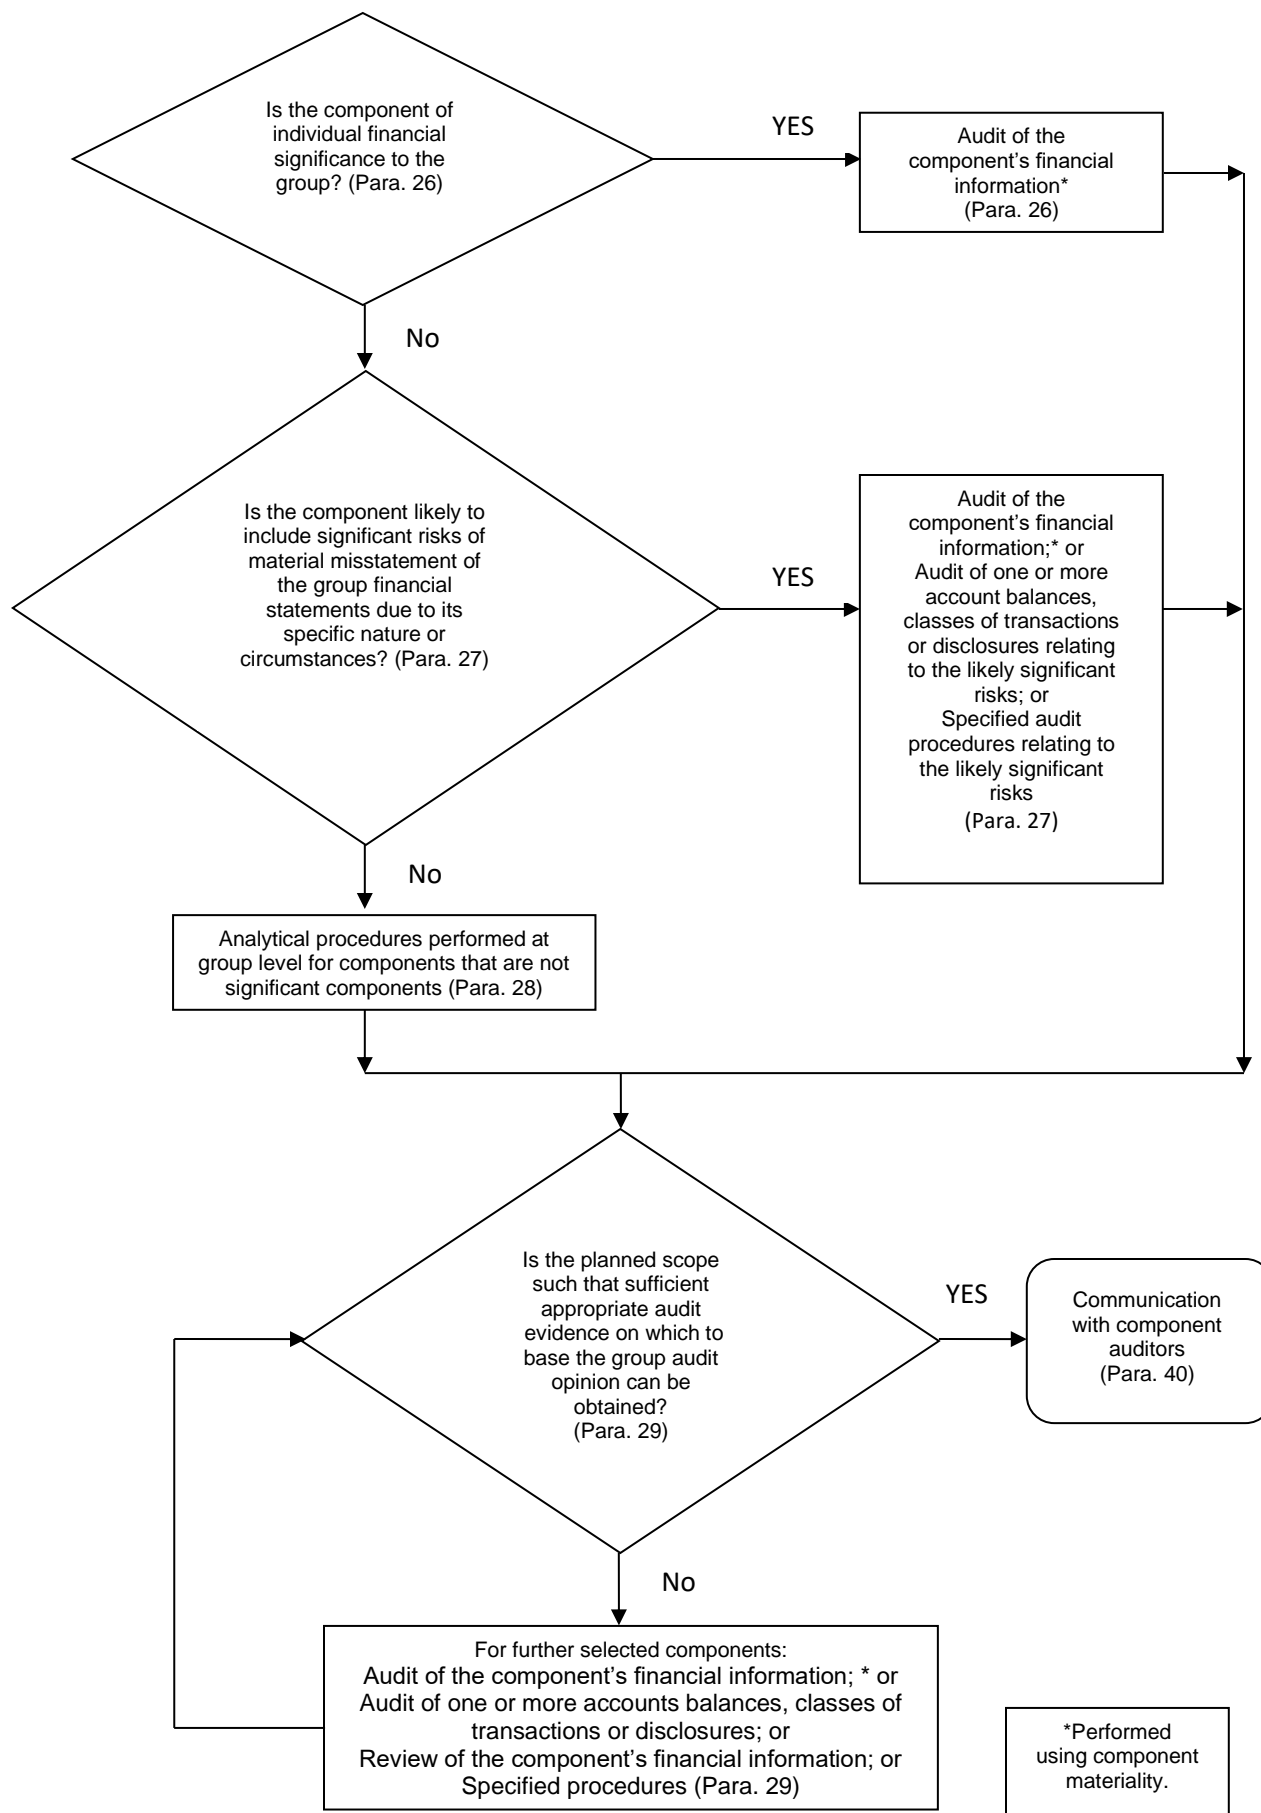 Is the component of
individual financial
significance to the
group? (Para. 26)
YES
Audit of the
component’s financial
information*
(Para. 26)
No
Is the component likely to
include significant risks of
material misstatement of
the group financial
statements due to its
specific nature or
circumstances? (Para. 27)
YES
Audit of the
component’s financial
information;* or
Audit of one or more
account balances,
classes of transactions
or disclosures relating
to the likely significant
risks; or
Specified audit
procedures relating to
the likely significant
risks
(Para. 27)
No
Analytical procedures performed at
group level for components that are not
significant components (Para. 28)
Is the planned scope
such that sufficient
appropriate audit
evidence on which to
base the group audit
opinion can be
obtained?
(Para. 29)
YES
Communication
with component
auditors
(Para. 40)
No
For further selected components:
Audit of the component’s financial information; * or
Audit of one or more accounts balances, classes of
transactions or disclosures; or
Review of the component’s financial information; or
Specified procedures (Para. 29)
*Performed
using component
materiality.